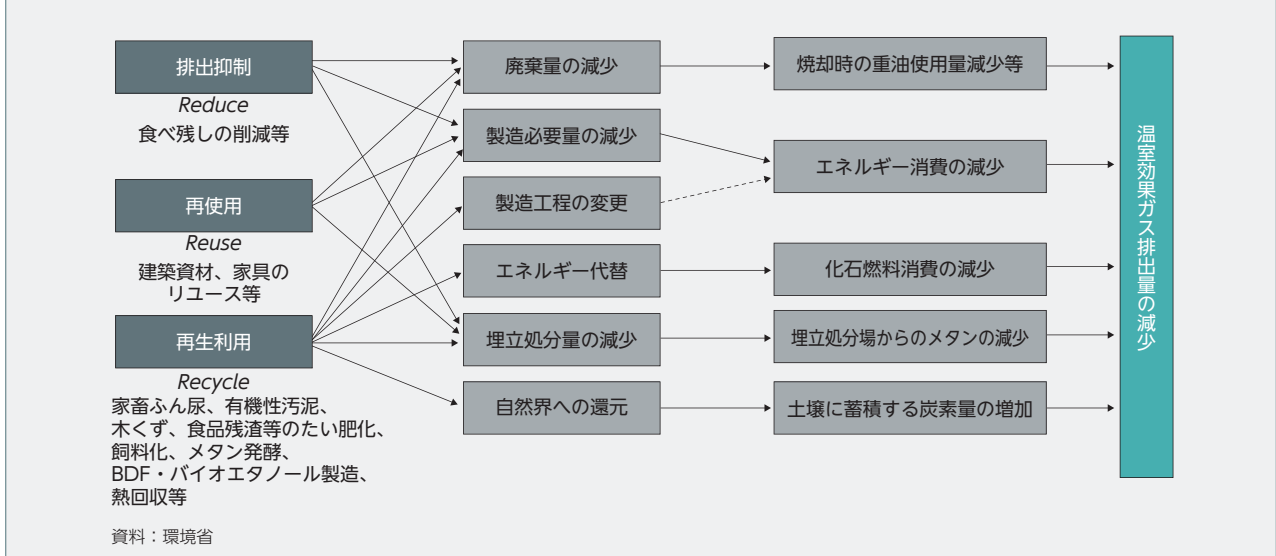 排出抑制
Reduce
食べ残しの削減等
再使用
Reuse
建築資材、家具の
リユース等
再生利用
Recycle
家畜ふん尿、有機性汚泥、
木くず、食品残渣等のたい肥化、
飼料化、メタン発酵、
BDF・バイオエタノール製造、
熱回収等
廃棄量の減少
製造必要量の減少
製造工程の変更
エネルギー代替
埋立処分量の減少
自然界への還元
焼却時の重油使用量減少等
エネルギー消費の減少
化石燃料消費の減少
埋立処分場からのメタンの減少
土壌に蓄積する炭素量の増加
温室効果ガス排出量の減少
資料：環境省